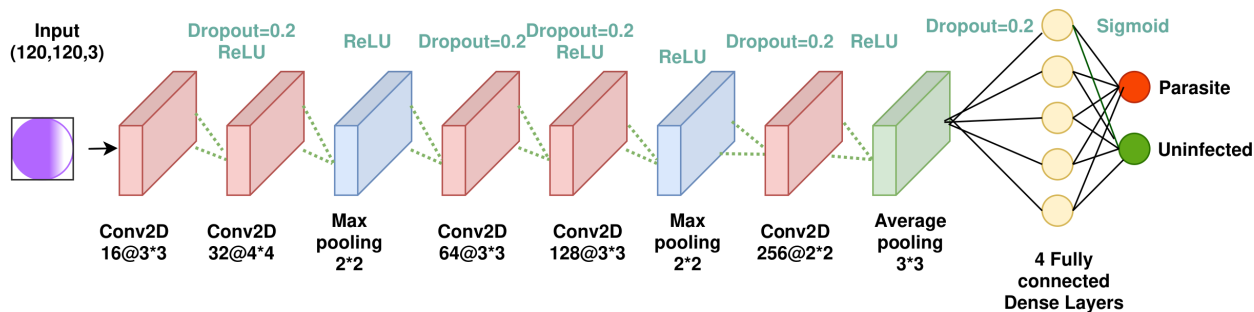 Input
(120,120,3)
Dropout=0.2
ReLU
ReLU
Dropout=0.2
Dropout=0.2
ReLU
ReLU
Dropout=0.2
ReLU
Dropout=0.2
Sigmoid
Parasite
Uninfected
Conv2D
16@3*3
Conv2D
32@4*4
Max
pooling
2*2
Conv2D
64@3*3
Conv2D
128@3*3
Max
pooling
2*2
Conv2D
256@2*2
Average
pooling
3*3
4 Fully
connected
Dense Layers